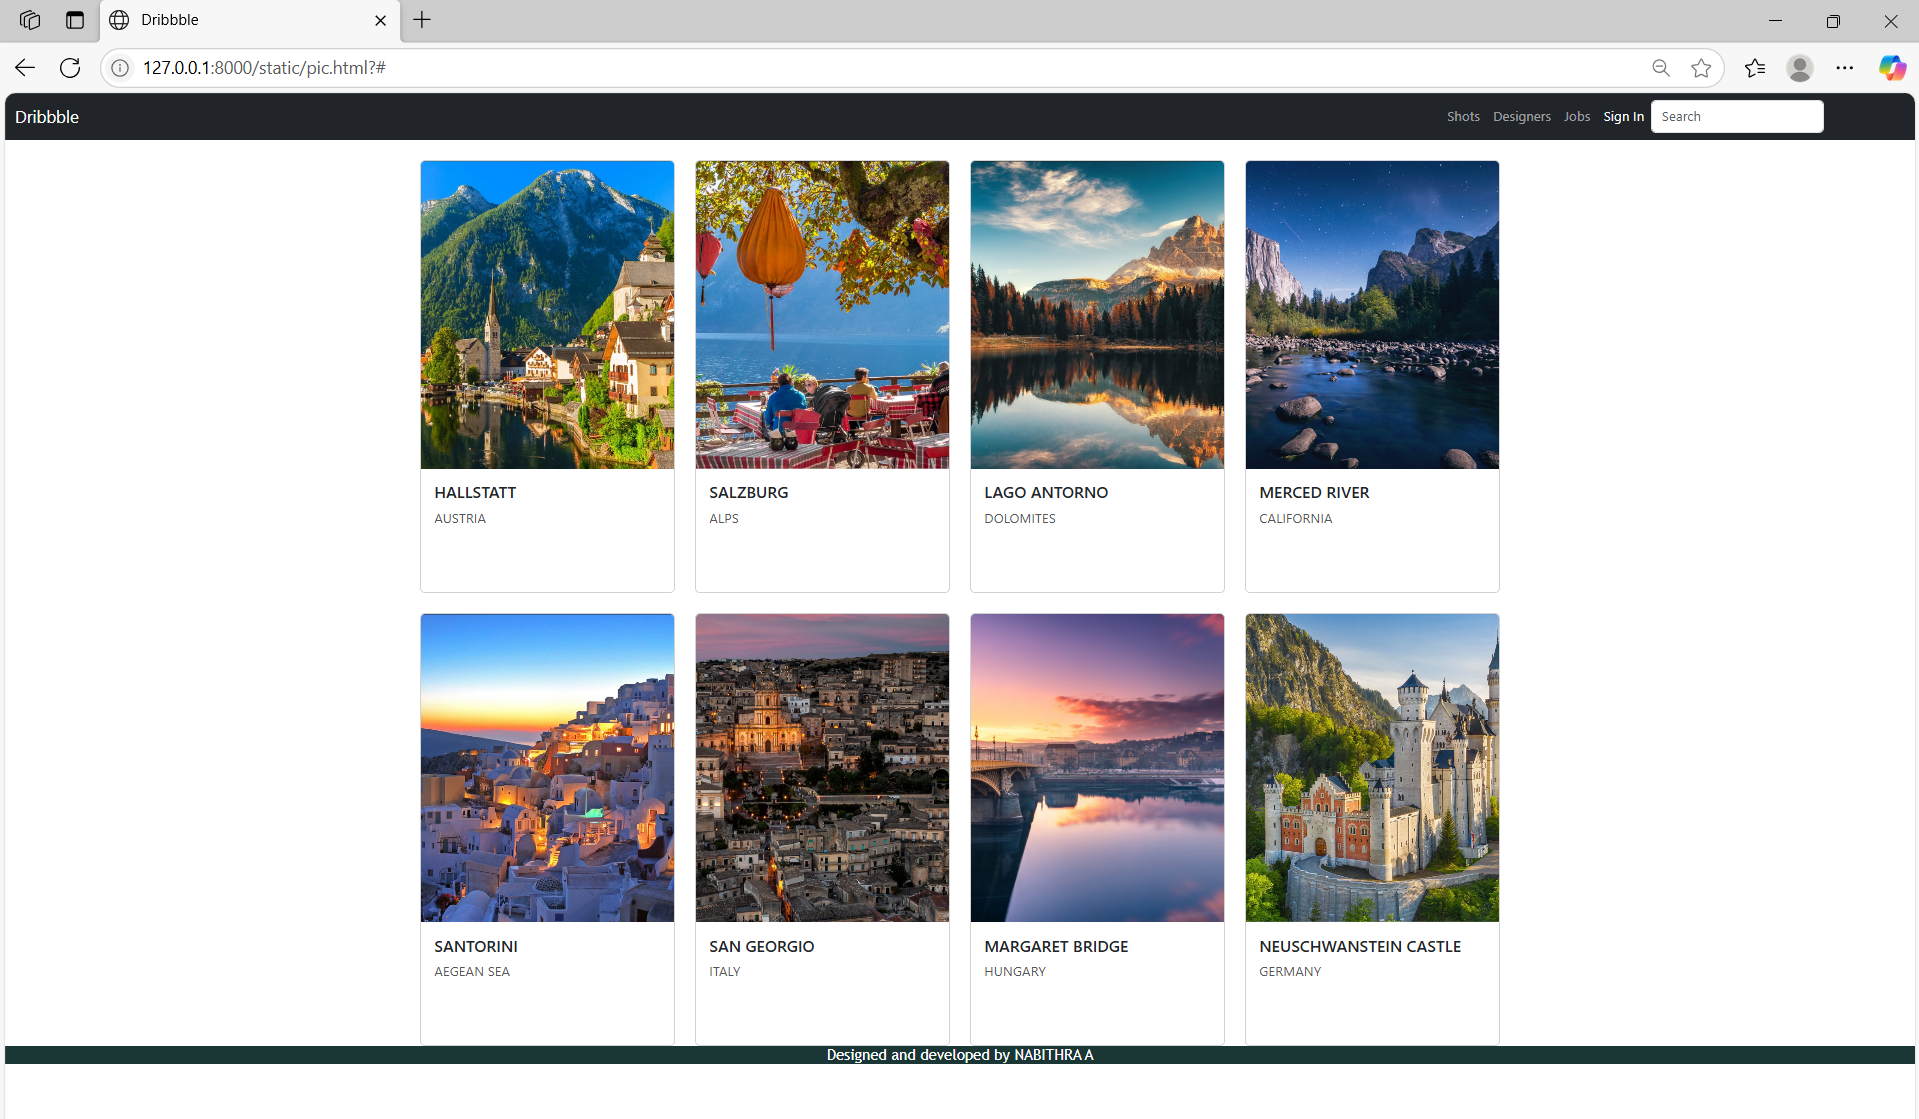 Dribbble
127.0.0.1:8000/static/pic.html?#
Dribbble Shots Designers Jobs Sign In Search
HALLSTATT
AUSTRIA
SALZBURG
ALPS
LAGO ANTORNO
DOLOMITES
MERCED RIVER
CALIFORNIA
SANTORINI
AEGEAN SEA
SAN GEORGIO
ITALY
MARGARET BRIDGE
HUNGARY
NEUSCHWANSTEIN CASTLE
GERMANY
Designed and developed by NABITHRA A